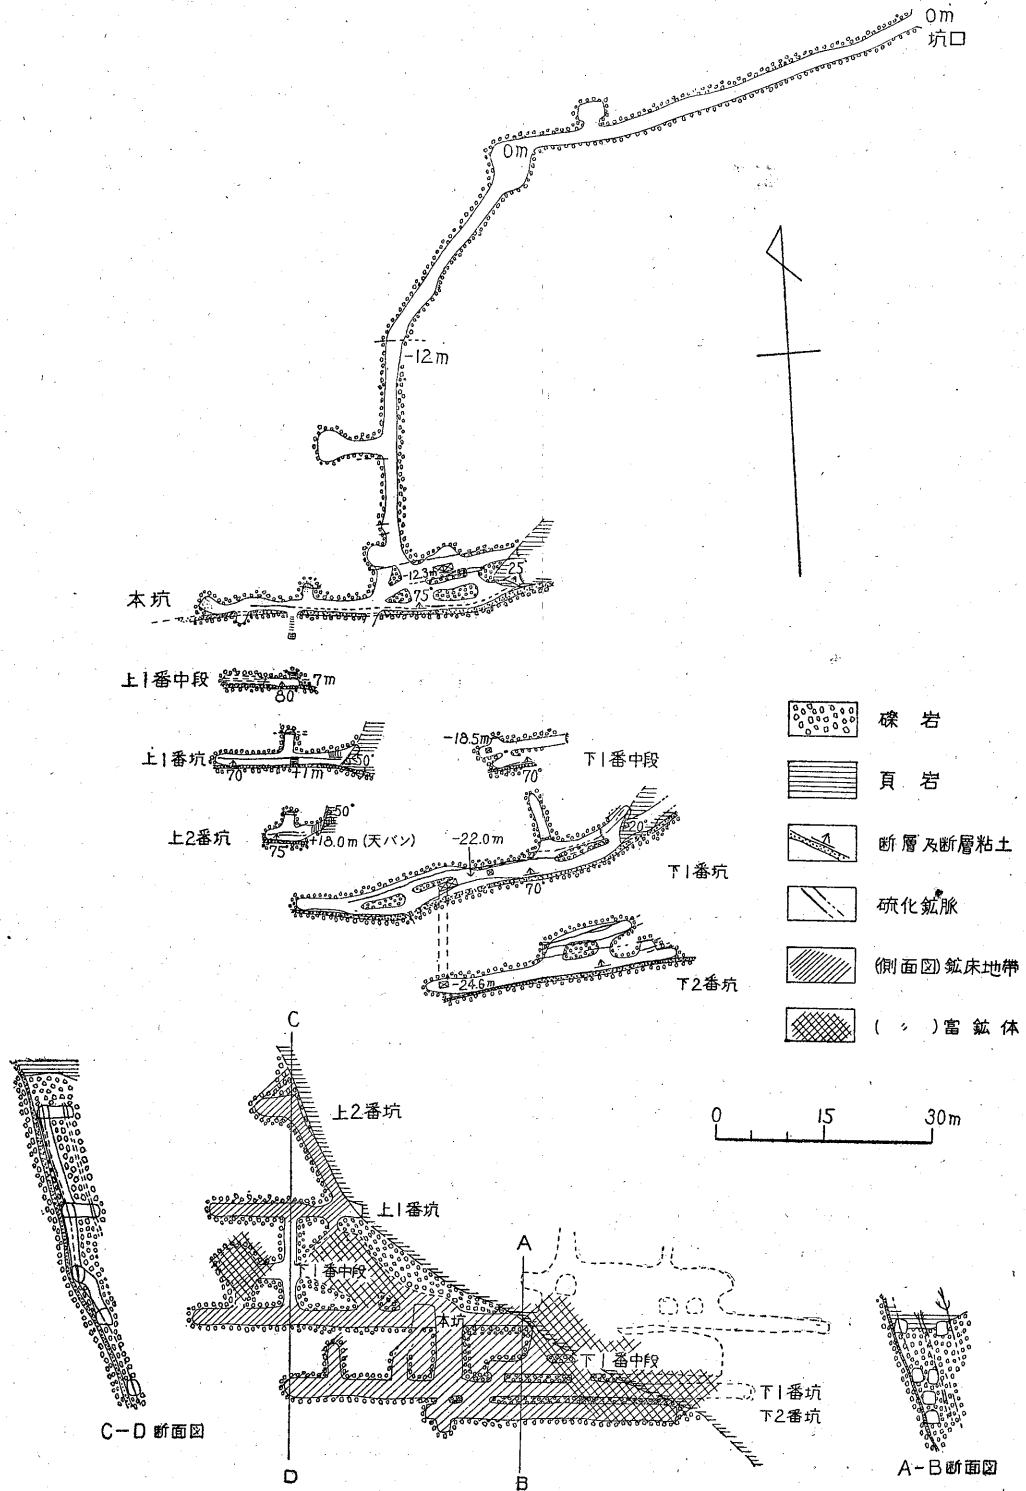 0m
坑口
0m
-12m
-12.3m
25
75
本坑
上1番中段
7m
80
上1番坑
70°
+1m
50°
-18.5m
70°
下1番中段
上2番坑
50°
75
+18.0m (天バン)
-22.0m
20°
70
下1番坑
-24.6m
下2番坑
礫岩
頁岩
断層及断層粘土
硫化鉱脈
(側面図)鉱床地帯
( 〃 )富鉱体
0 15 30m
C
上2番坑
上1番坑
上1番中段
A
本坑
下1番中段
下1番坑
下2番坑
C-D断面図
D
B
A-B断面図